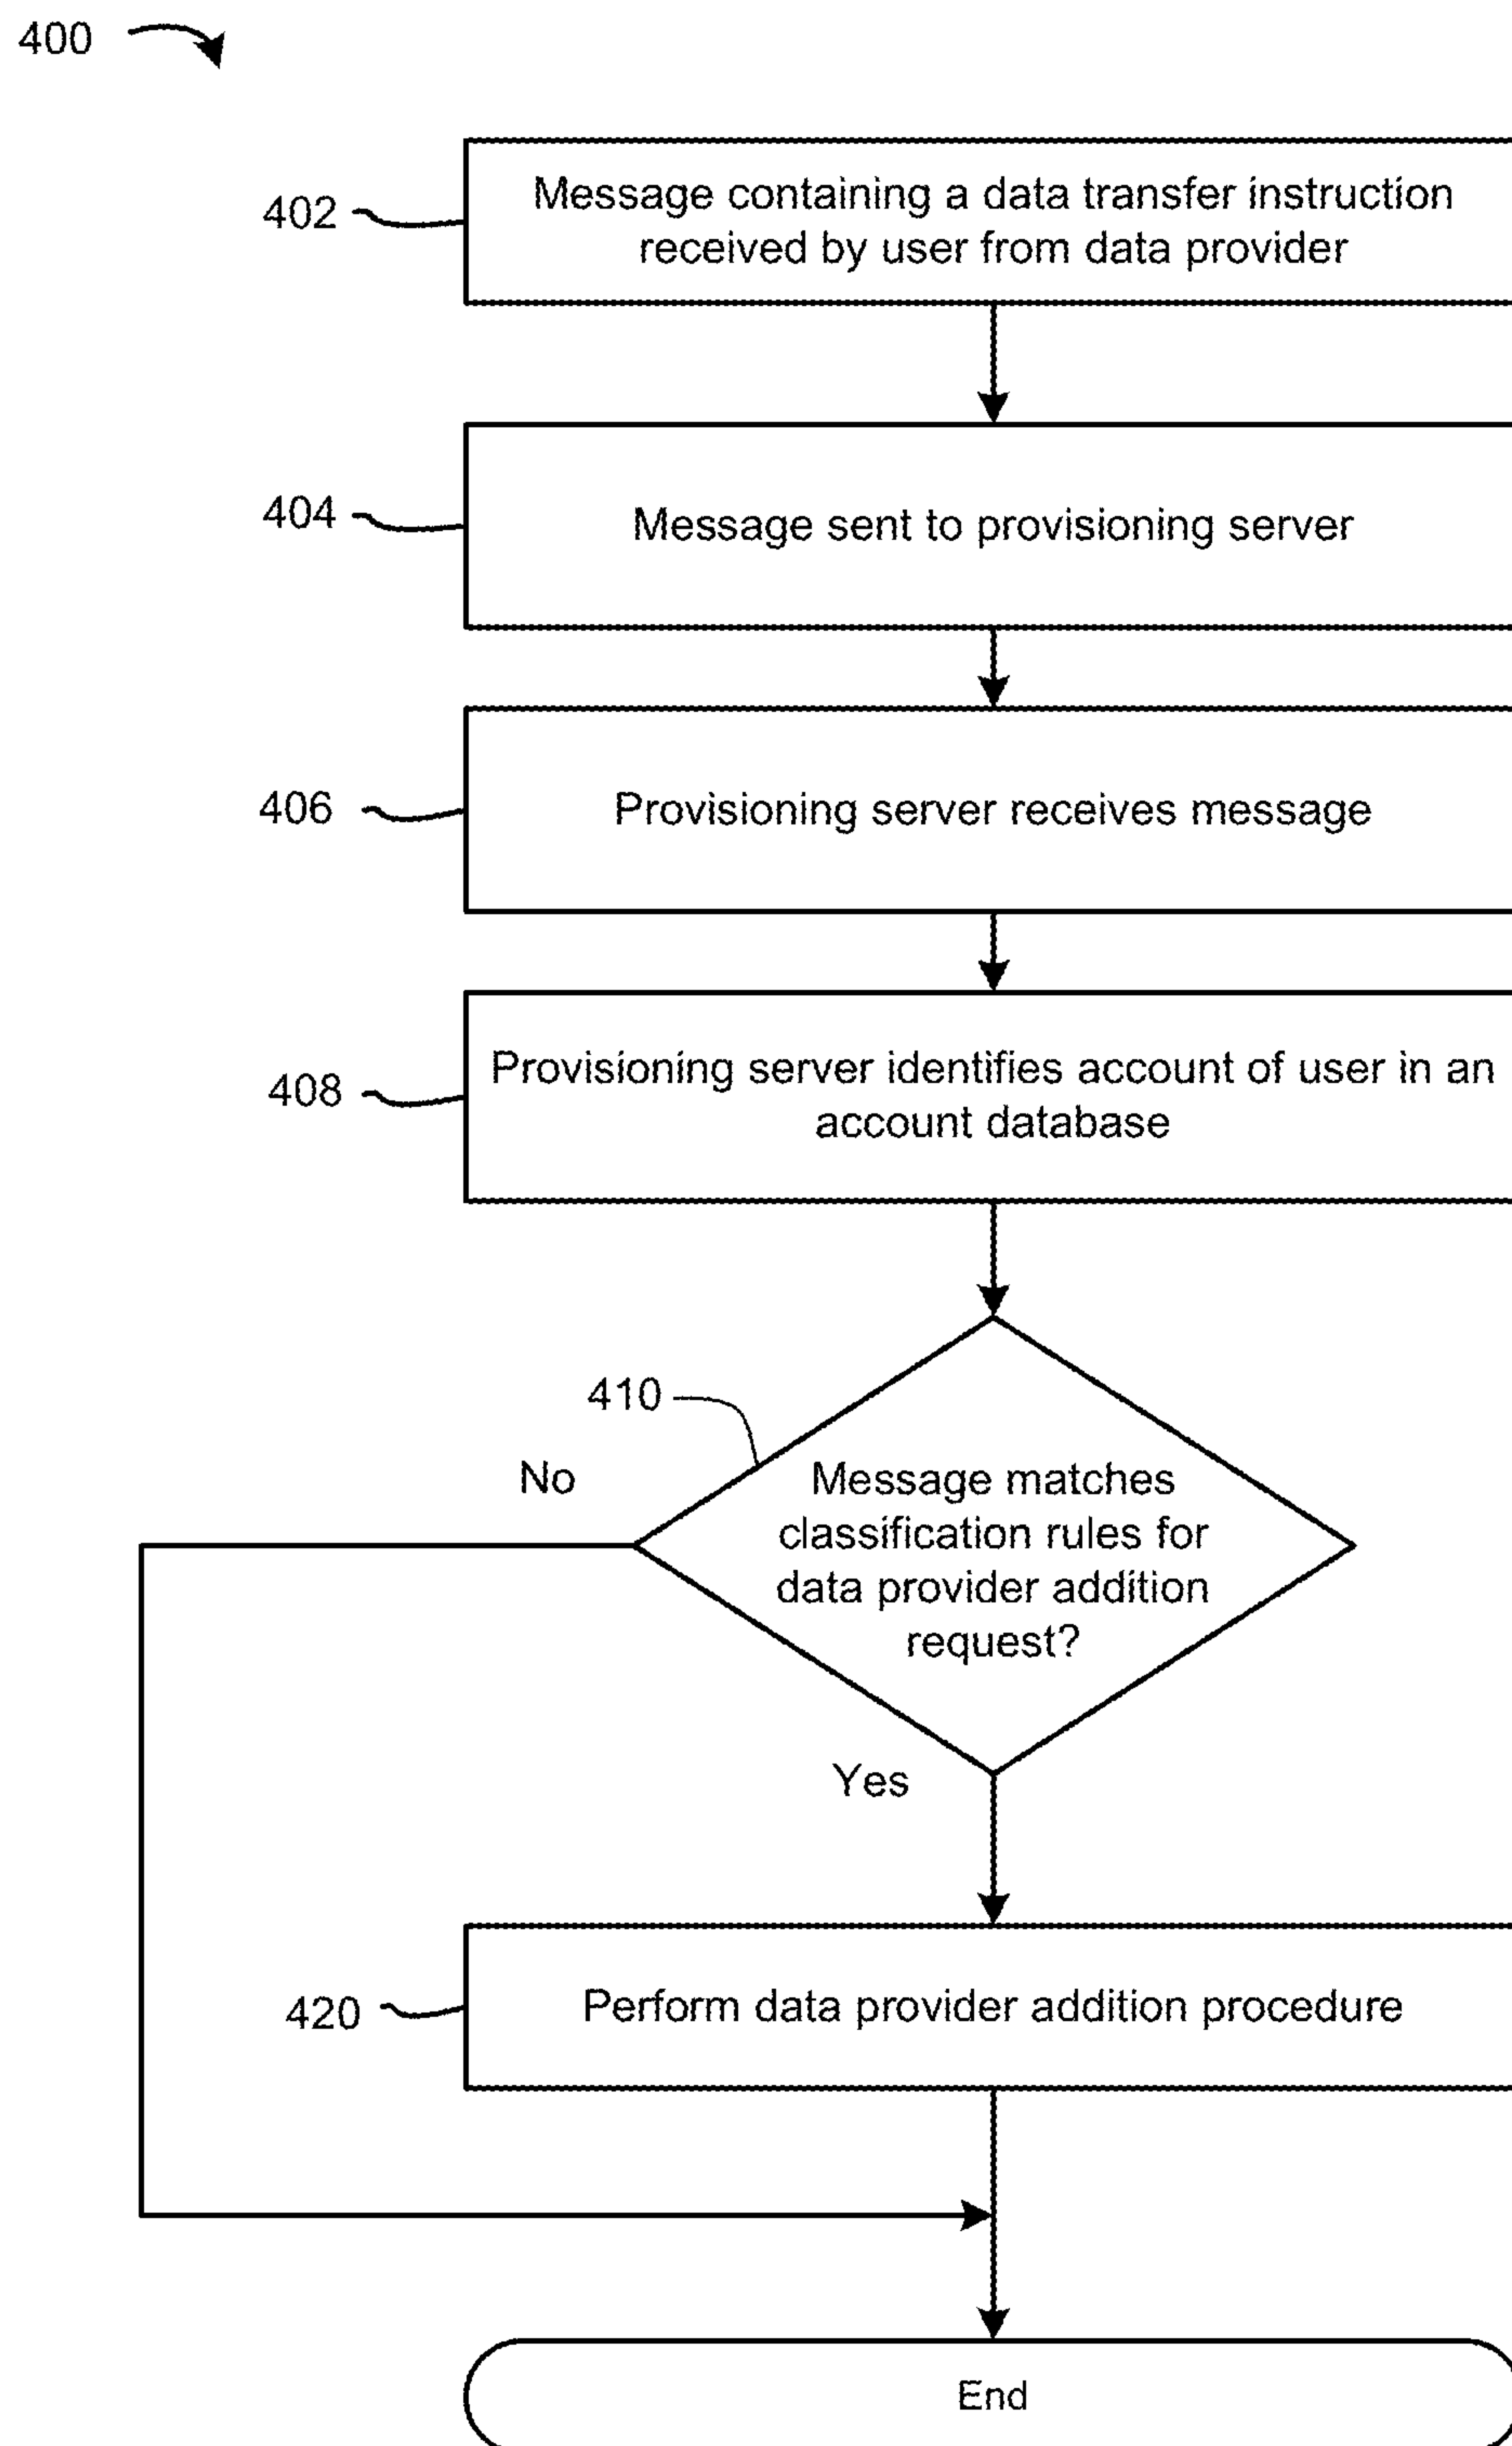 400
402
Message containing a data transfer instruction
received by user from data provider
404
Message sent to provisioning server
406
Provisioning server receives message
408
Provisioning server identifies account of user in an
account database
410
No
Message matches
classification rules for
data provider addition
request?
Yes
420
Perform data provider addition procedure
End